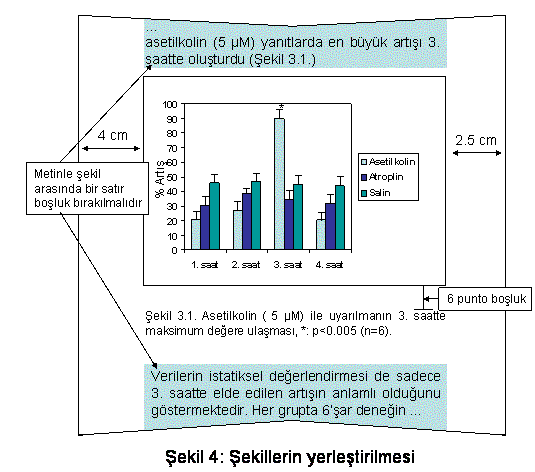 ...
asetilkolin (5 µM) yanıtlarda en büyük artışı 3.
saatte oluşturdu (Şekil 3.1.)
4 cm
2.5 cm
Metinle şekil
arasında bir satır
boşluk bırakılmalıdır
% Artış
100
90
80
70
60
50
40
30
20
10
0
*
1. saat 2. saat 3. saat 4. saat
Asetilkolin
Atroplin
Salin
6 punto boşluk
Şekil 3.1. Asetilkolin ( 5 µM) ile uyarılmanın 3. saatte
maksimum değere ulaşması, *: p<0.005 (n=6).
Verilerin istatiksel değerlendirmesi de sadece
3. saatte elde edilen artışın anlamlı olduğunu
göstermektedir. Her grupta 6'şar deneğin ...
Şekil 4: Şekillerin yerleştirilmesi